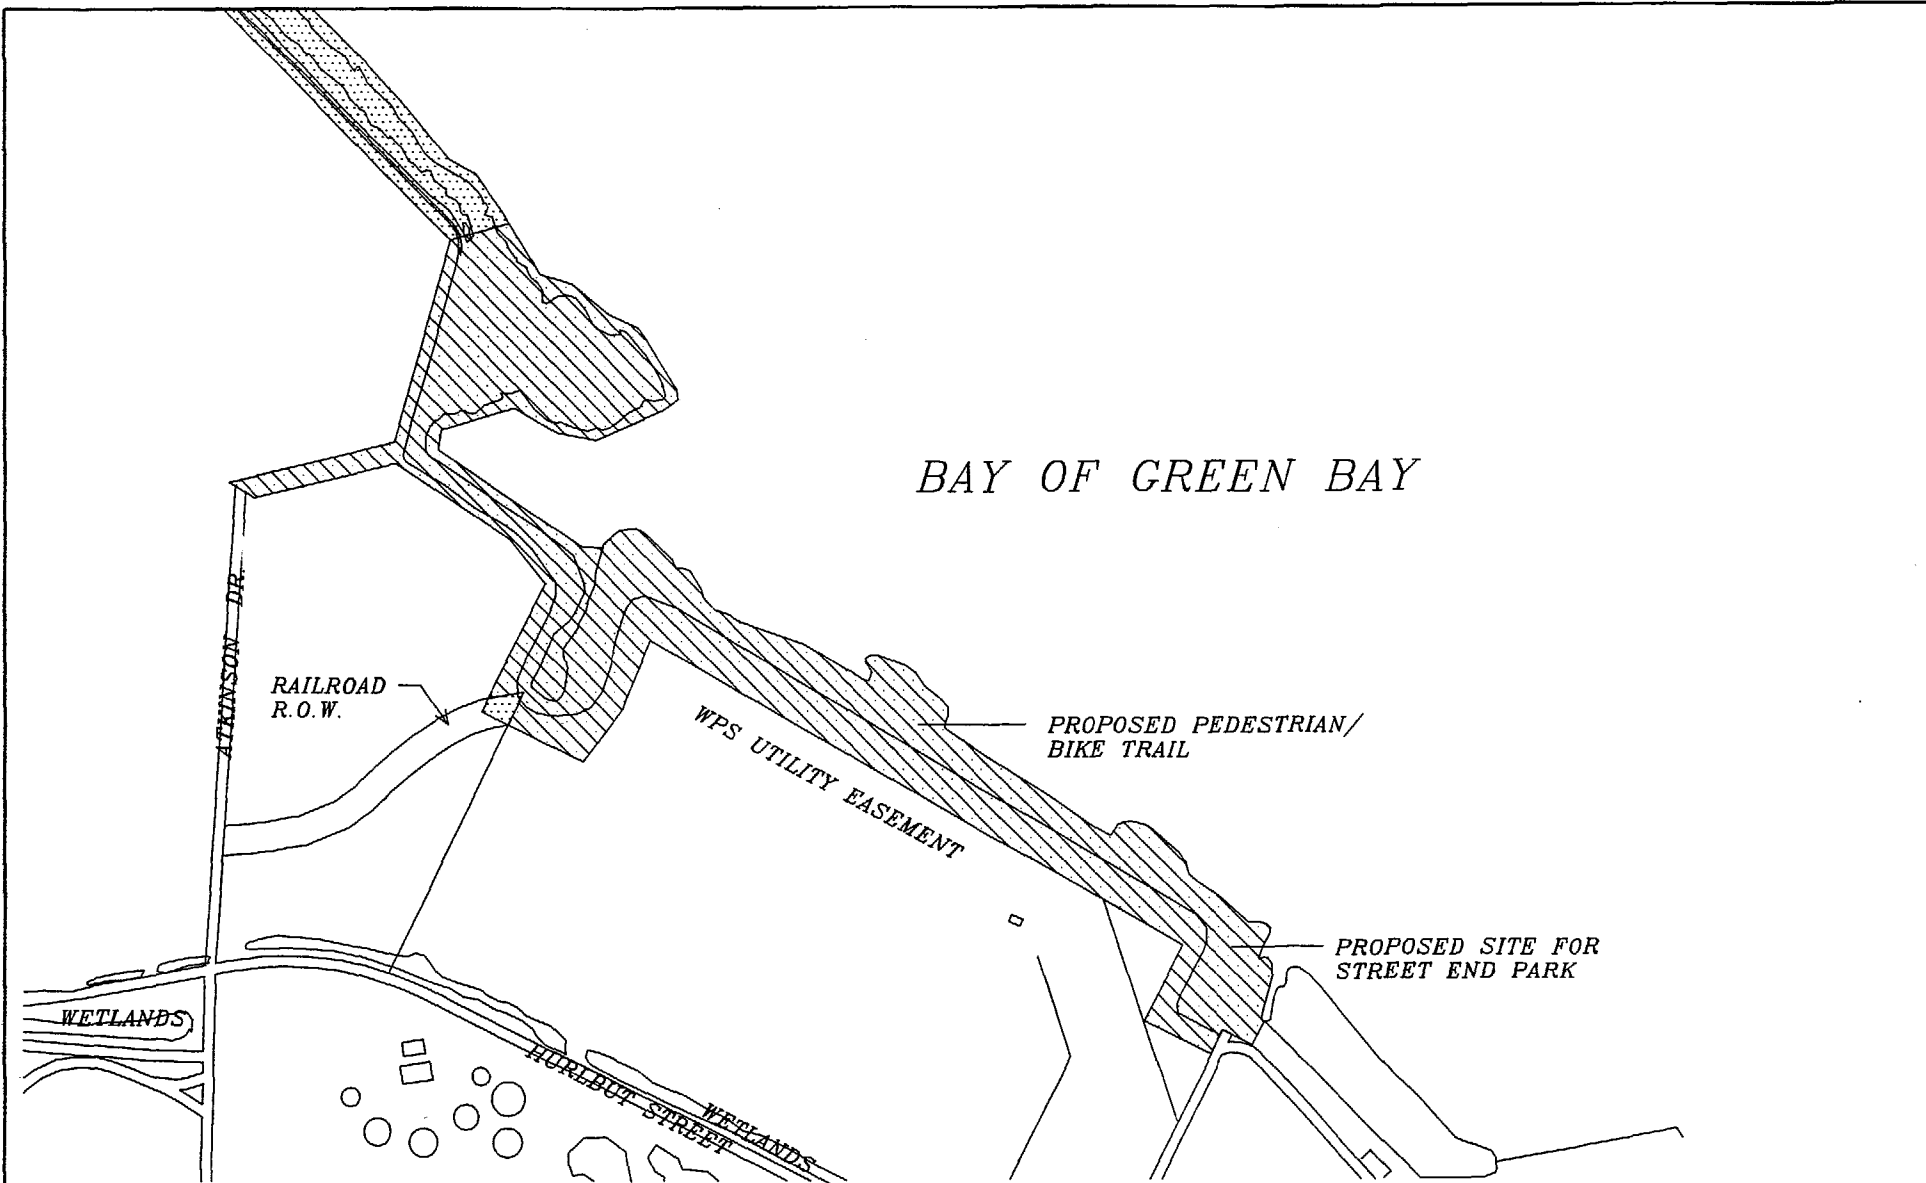 BAY OF GREEN BAY
ATKINSON DR.
RAILROAD
R.O.W.
WPS UTILITY EASEMENT
PROPOSED PEDESTRIAN/
BIKE TRAIL
PROPOSED SITE FOR
STREET END PARK
WETLANDS
HURLBUT STREET
WETLANDS